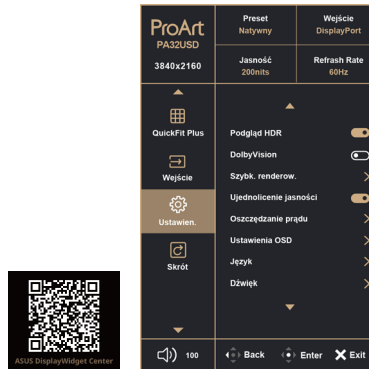 ProArt
PA32USD
3840x2160
Preset
Natywny
Wejście
DisplayPort
Jasność
200nits
Refrash Rate
60Hz
QuickFit Plus
Wejście
Ustawien.
Skrót
Podgląd HDR
DolbyVision
Szybk. renderow.
Ujednolicenie jasności
Oszczędzanie prądu
Ustawienia OSD
Język
Dźwięk
100
Back
Enter
Exit
ASUS DisplayWidget Center